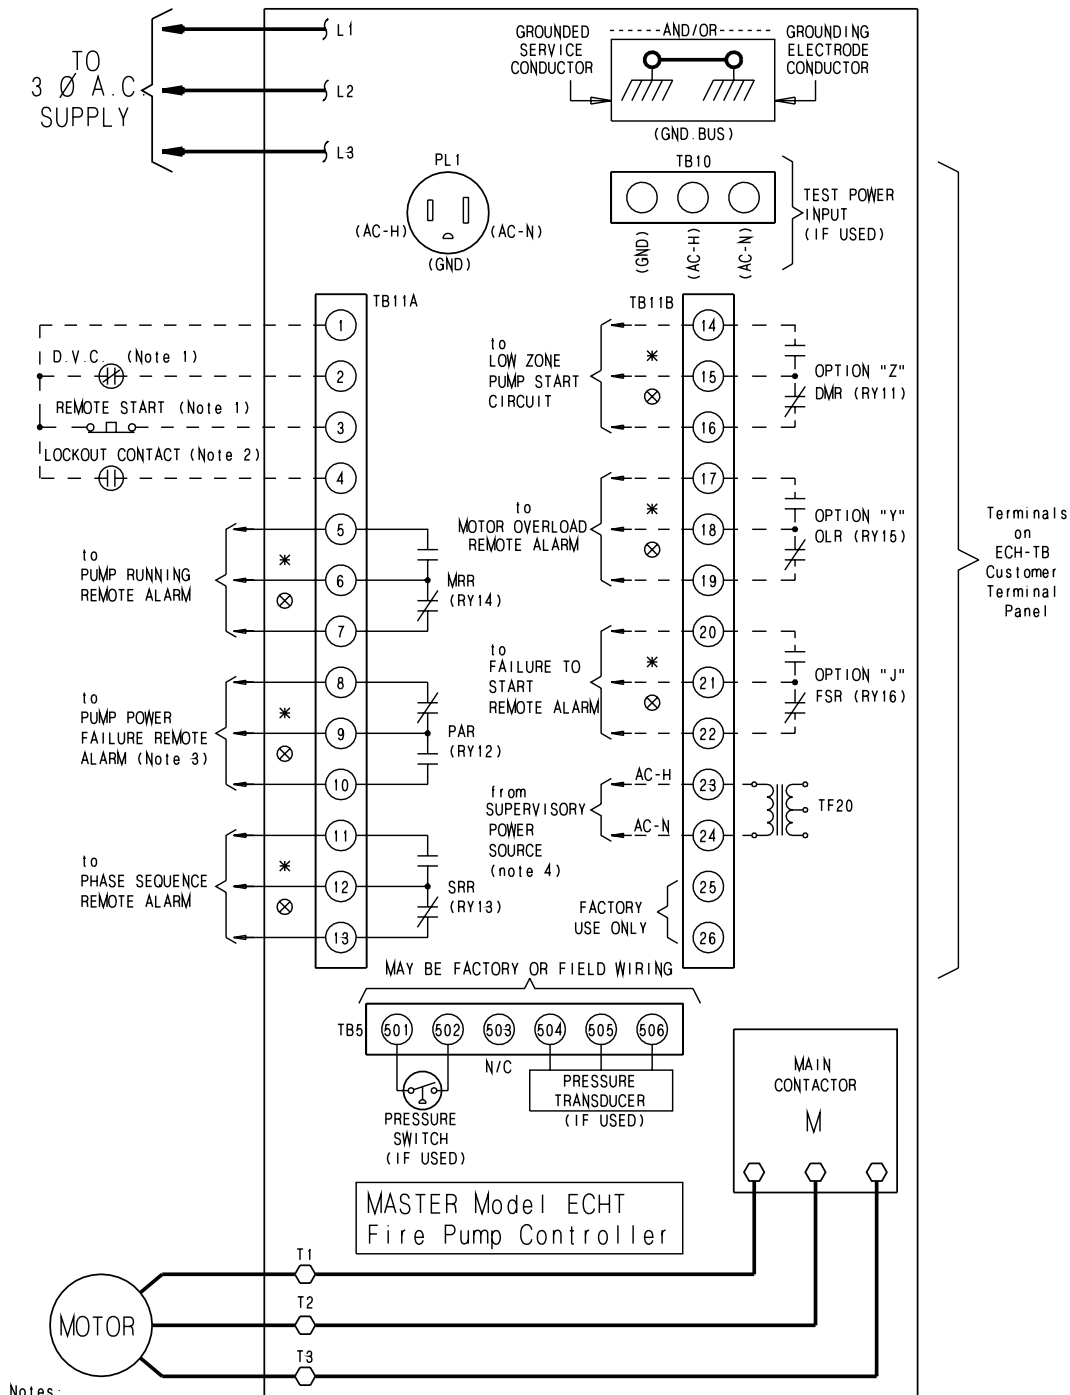 L1
TO
3 Ø A.C.
SUPPLY
L2
L3
GROUNDED
SERVICE
CONDUCTOR
AND/OR
GROUNDING
ELECTRODE
CONDUCTOR
(GND.BUS)
PL1
(AC-H)
(AC-N)
(GND)
TB10
(GND)
(AC-H)
(AC-N)
TEST POWER
INPUT
(IF USED)
TB11A
1
D.V.C. (Note 1)
2
REMOTE START (Note 1)
3
LOCKOUT CONTACT (Note 2)
4
5
to
PUMP RUNNING
REMOTE ALARM
6
MRR
(RY14)
7
8
to
PUMP POWER
FAILURE REMOTE
ALARM (Note 3)
9
PAR
(RY12)
10
11
to
PHASE SEQUENCE
REMOTE ALARM
12
SRR
(RY13)
13
TB11B
14
to
LOW ZONE
PUMP START
CIRCUIT
15
OPTION "Z"
DMR (RY11)
16
17
to
MOTOR OVERLOAD
REMOTE ALARM
18
OPTION "Y"
OLR (RY15)
19
20
to
FAILURE TO
START
REMOTE ALARM
21
OPTION "J"
FSR (RY16)
22
from
SUPERVISORY
POWER
SOURCE
(note 4)
AC-H
23
AC-N
24
TF20
FACTORY
USE ONLY
25
26
Terminals
on
ECH-TB
Customer
Terminal
Panel
MAY BE FACTORY OR FIELD WIRING
TB5
501
502
503
504
505
506
N/C
PRESSURE
SWITCH
(IF USED)
PRESSURE
TRANSDUCER
(IF USED)
MAIN
CONTACTOR
M
MASTER Model ECHT
Fire Pump Controller
T1
T2
T3
MOTOR
Notes: